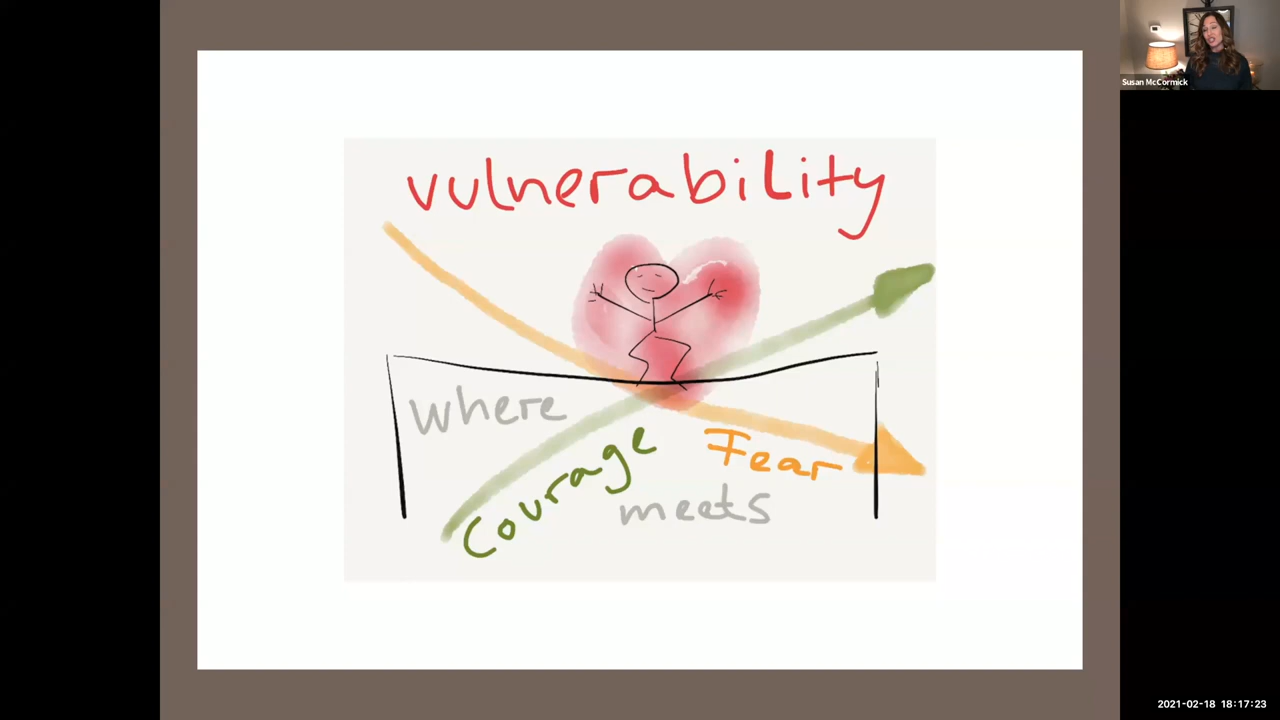 Susan McCormick
vulnerability
where
Courage
Fear
meets
2021-02-18 18:17:23